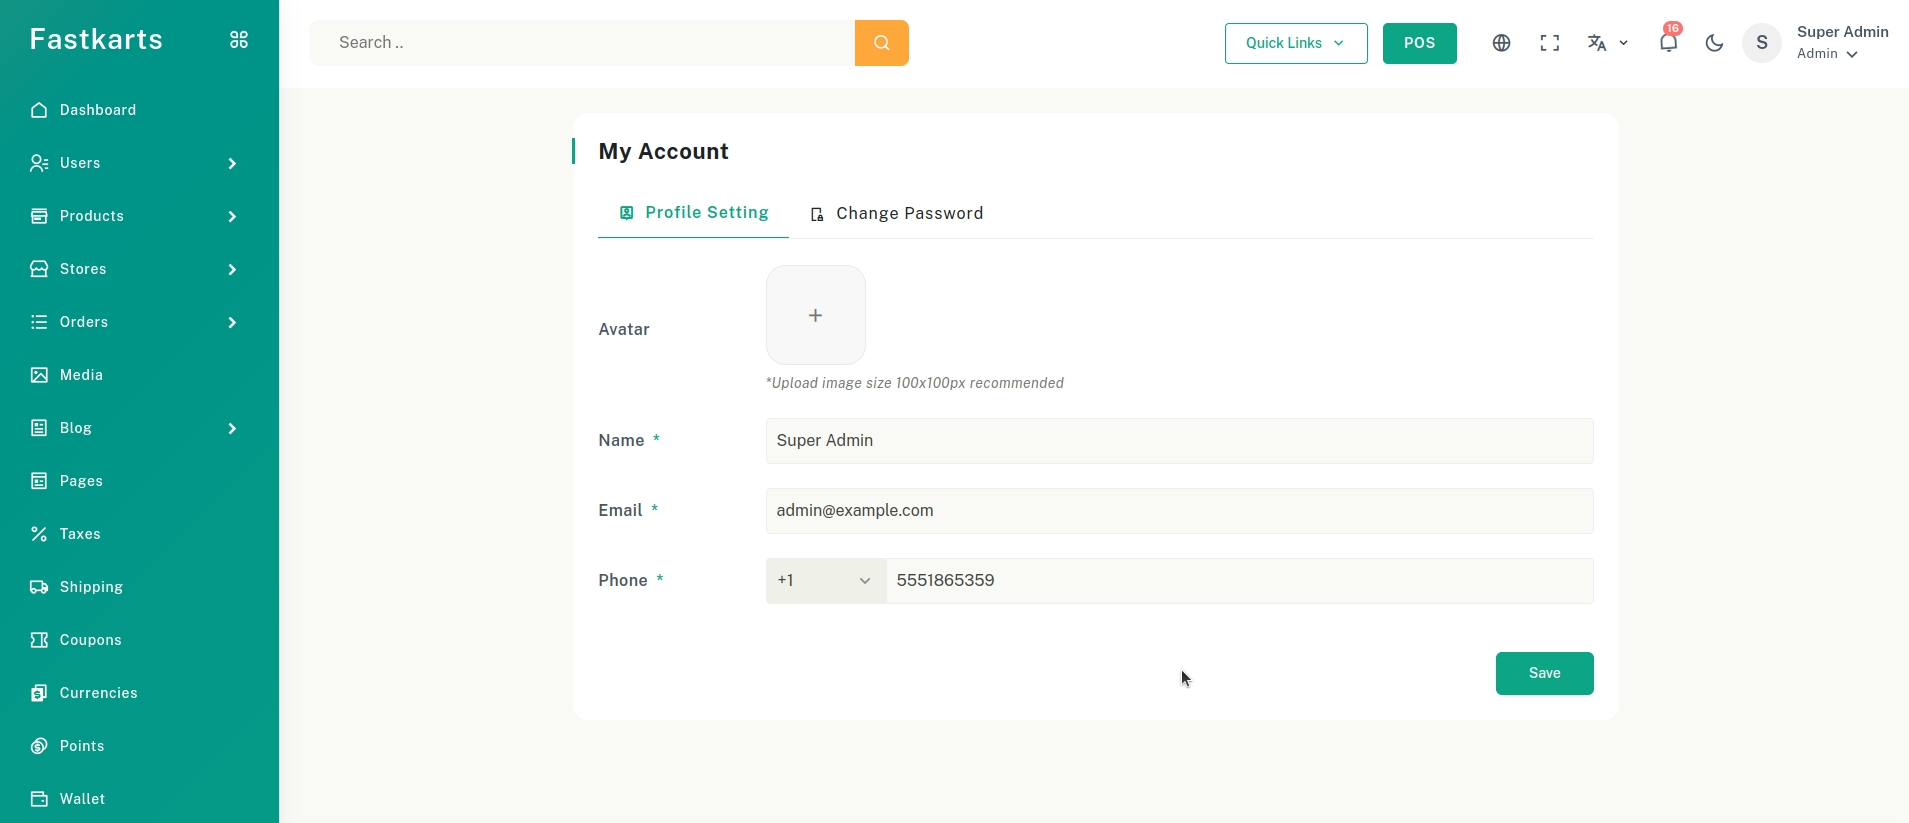 Fastkarts
Dashboard
Users
Products
Stores
Orders
Media
Blog
Pages
Taxes
Shipping
Coupons
Currencies
Points
Wallet
Search ..
Quick Links
POS
16
S
Super Admin
Admin
My Account
Profile Setting
Change Password
Avatar
+
*Upload image size 100x100px recommended
Name *
Super Admin
Email *
admin@example.com
Phone *
+1
5551865359
Save